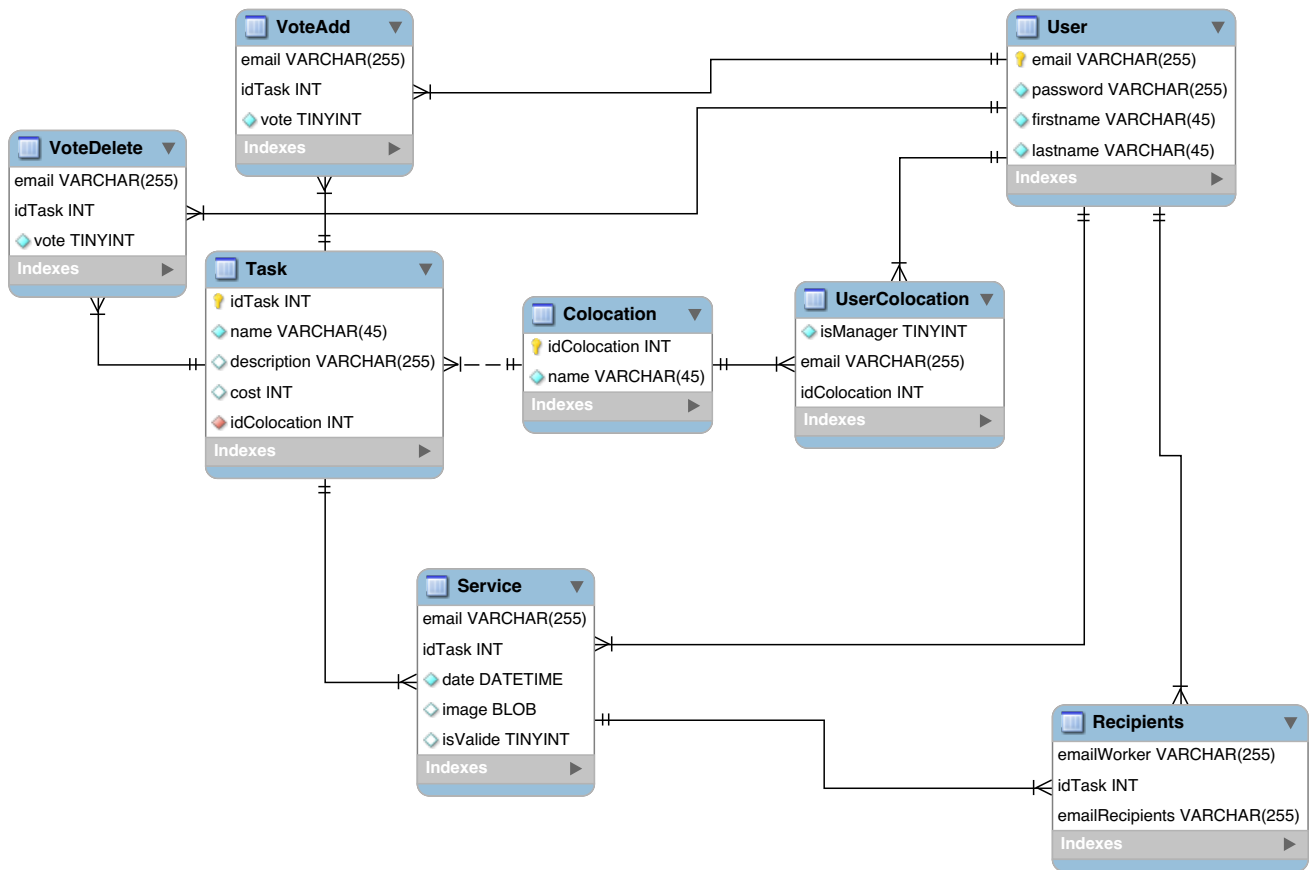 VoteAdd
email VARCHAR(255)
idTask INT
vote TINYINT
Indexes
User
email VARCHAR(255)
password VARCHAR(255)
firstname VARCHAR(45)
lastname VARCHAR(45)
Indexes
VoteDelete
email VARCHAR(255)
idTask INT
vote TINYINT
Indexes
Task
idTask INT
name VARCHAR(45)
description VARCHAR(255)
cost INT
idColocation INT
Indexes
Colocation
idColocation INT
name VARCHAR(45)
Indexes
UserColocation
isManager TINYINT
email VARCHAR(255)
idColocation INT
Indexes
Service
email VARCHAR(255)
idTask INT
date DATETIME
image BLOB
isValide TINYINT
Indexes
Recipients
emailWorker VARCHAR(255)
idTask INT
emailRecipients VARCHAR(255)
Indexes